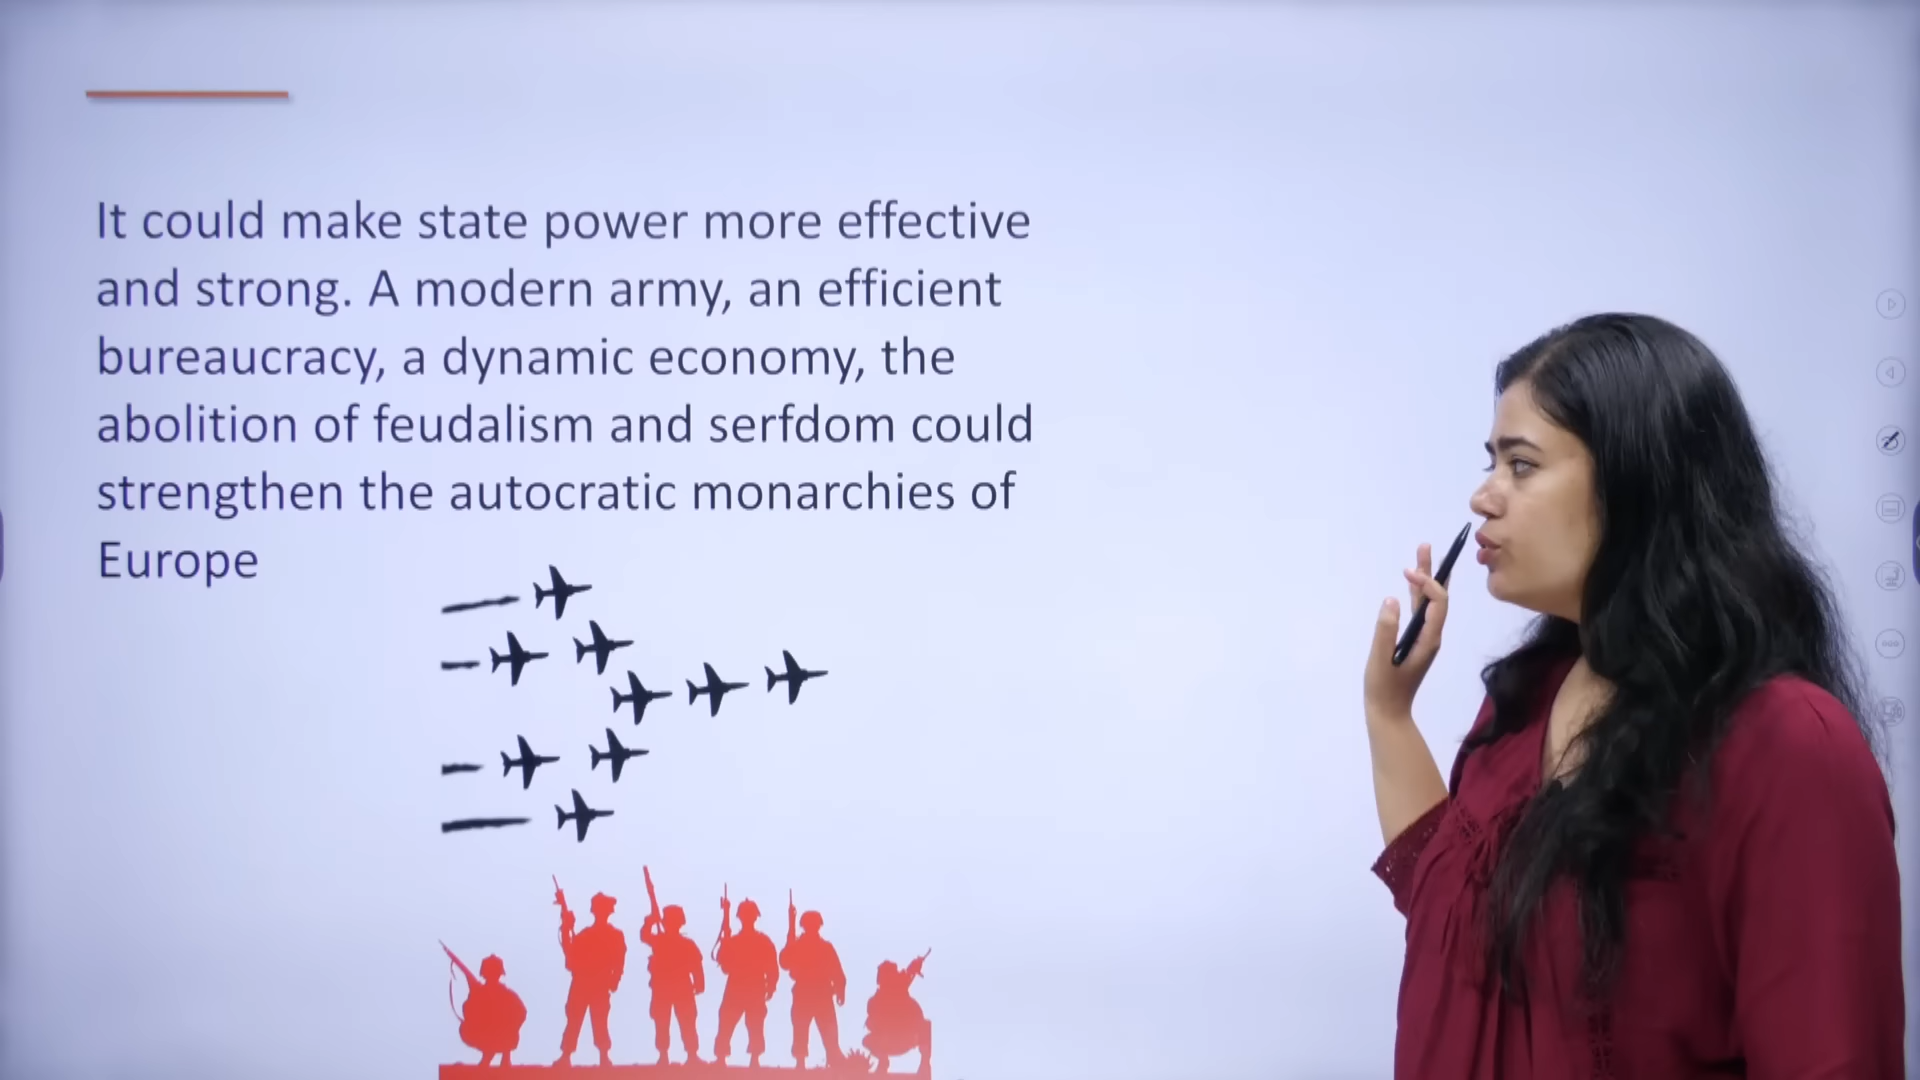 It could make state power more effective
and strong. A modern army, an efficient
bureaucracy, a dynamic economy, the
abolition of feudalism and serfdom could
strengthen the autocratic monarchies of
Europe